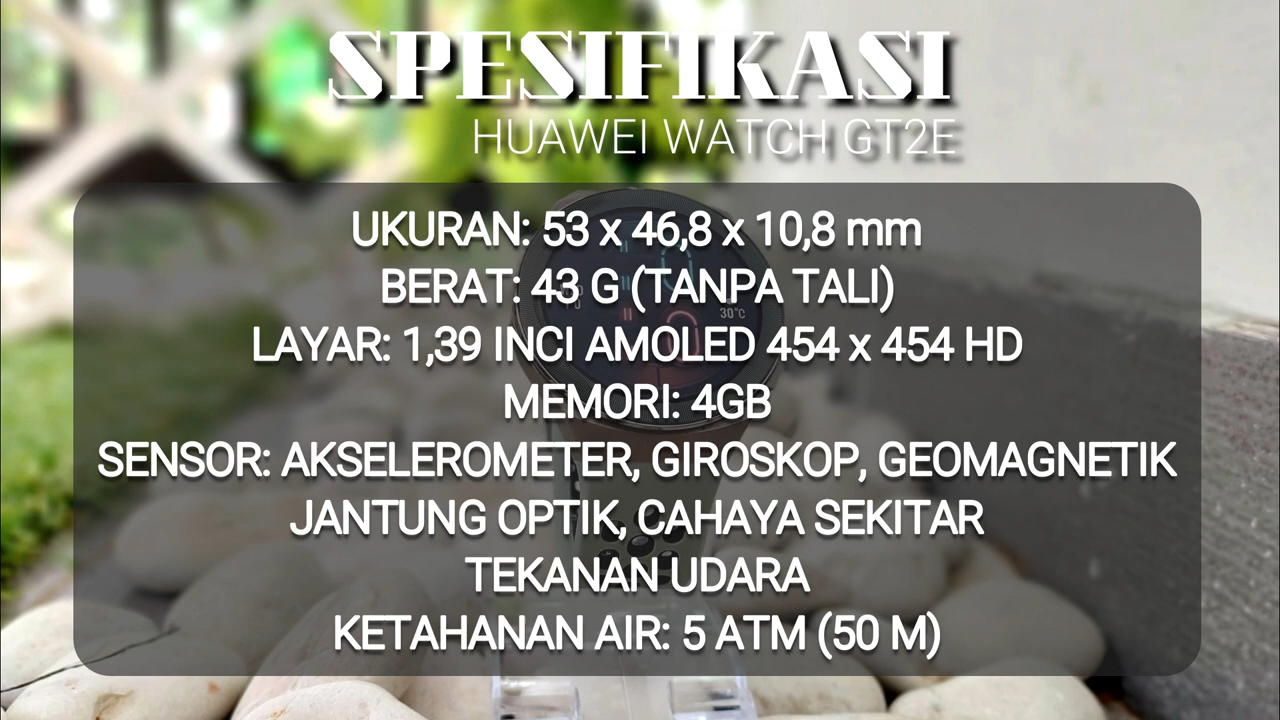 SPESIFIKASI
HUAWEI WATCH GT2E
UKURAN: 53 x 46,8 x 10,8 mm
BERAT: 43 G (TANPA TALI)
30°C
LAYAR: 1,39 INCI AMOLED 454 x 454 HD
MEMORI: 4GB
SENSOR: AKSELEROMETER, GIROSKOP, GEOMAGNETIK
JANTUNG OPTIK, CAHAYA SEKITAR
TEKANAN UDARA
KETAHANAN AIR: 5 ATM (50 M)